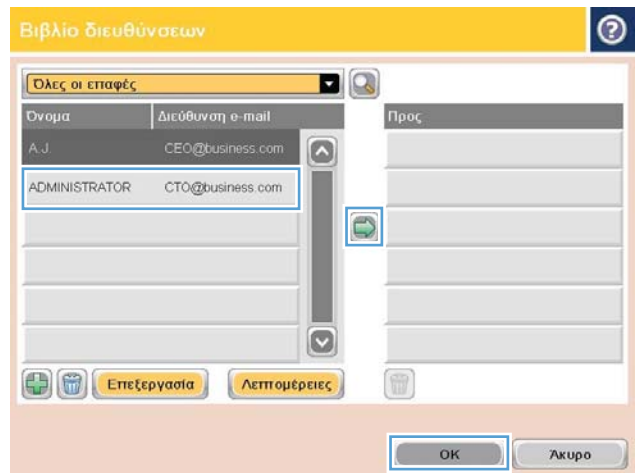 Βιβλίο διευθύνσεων
Όλες οι επαφές
Όνομα Διεύθυνση e-mail Προς
A.J. CEO@business.com
ADMINISTRATOR CTO@business.com
Επεξεργασία Λεπτομέρειες
OK Άκυρο